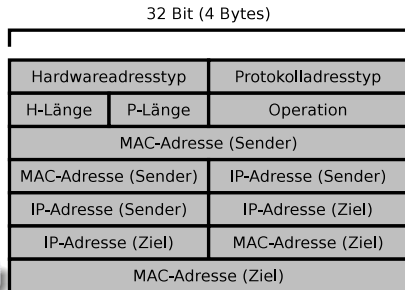 32 Bit (4 Bytes)
Hardwareadresstyp Protokolladresstyp
H-Länge P-Länge Operation
MAC-Adresse (Sender)
MAC-Adresse (Sender) IP-Adresse (Sender)
IP-Adresse (Sender) IP-Adresse (Ziel)
IP-Adresse (Ziel) MAC-Adresse (Ziel)
MAC-Adresse (Ziel)